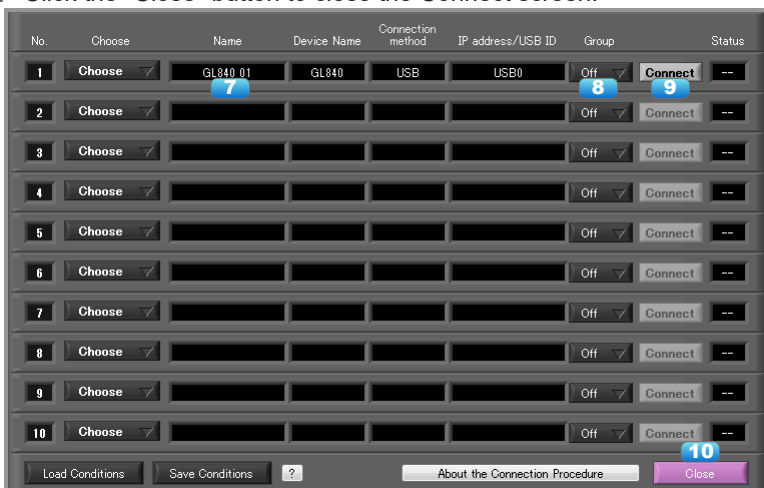 Click the "Close" button to close the Connect screen.
No. Choose Name Device Name Connection method IP address/USB ID Group Status
1 Choose GL840 01 GL840 USB USB0 Off Connect --
7 8 9
2 Choose Off Connect --
3 Choose Off Connect --
4 Choose Off Connect --
5 Choose Off Connect --
6 Choose Off Connect --
7 Choose Off Connect --
8 Choose Off Connect --
9 Choose Off Connect --
10 Choose Off Connect --
10
Load Conditions Save Conditions ? About the Connection Procedure Close